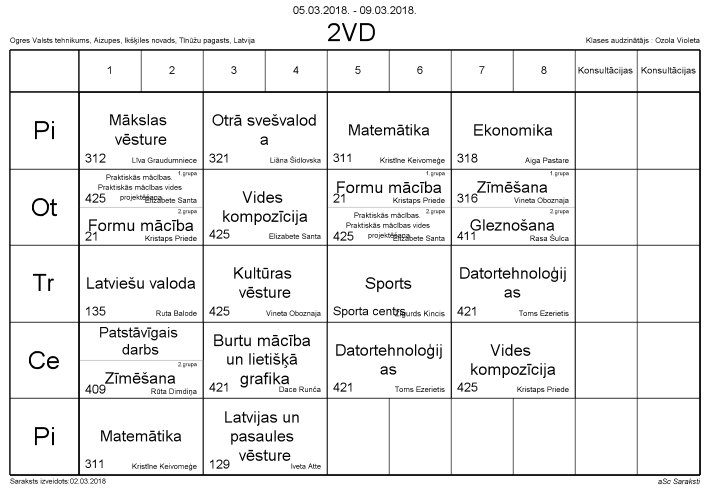 05.03.2018. - 09.03.2018.
Ogres Valsts tehnikums, Aizupes, Ikšķiles novads, Tīnūžu pagasts, Latvija
2VD
Klases audzinātājs : Ozola Violeta
1 2 3 4 5 6 7 8 Konsultācijas Konsultācijas
Pi
Mākslas
vēsture
312 Līva Graudumniece
Otrā svešvalod
a
321 Liāna Šidlovska
Matemātika
311 Kristīne Keivomeģe
Ekonomika
318 Aiga Pastare
Ot
1.grupa
Praktiskās mācības.
Praktiskās mācības vides
projektēšana
425 Elizabete Santa
2.grupa
Formu mācība
21 Kristaps Priede
Vides
kompozīcija
425 Elizabete Santa
1.grupa
Formu mācība
21 Kristaps Priede
2.grupa
Praktiskās mācības.
Praktiskās mācības vides
projektēšana
425 Elizabete Santa
1.grupa
Zīmēšana
316 Vineta Oboznaja
2.grupa
Gleznošana
411 Rasa Šulca
Tr
Latviešu valoda
135 Ruta Balode
Kultūras
vēsture
425 Vineta Oboznaja
Sports
Sporta centrs Zigurds Kincis
Datortehnoloģij
as
421 Toms Ezerietis
Ce
Patstāvīgais
darbs
2.grupa
Zīmēšana
409 Rūta Dimdiņa
Burtu mācība
un lietišķā
grafika
421 Dace Runča
Datortehnoloģij
as
421 Toms Ezerietis
Vides
kompozīcija
425 Kristaps Priede
Pi
Matemātika
311 Kristīne Keivomeģe
Latvijas un
pasaules
vēsture
129 Iveta Atte
Saraksts izveidots:02.03.2018
aSc Saraksti